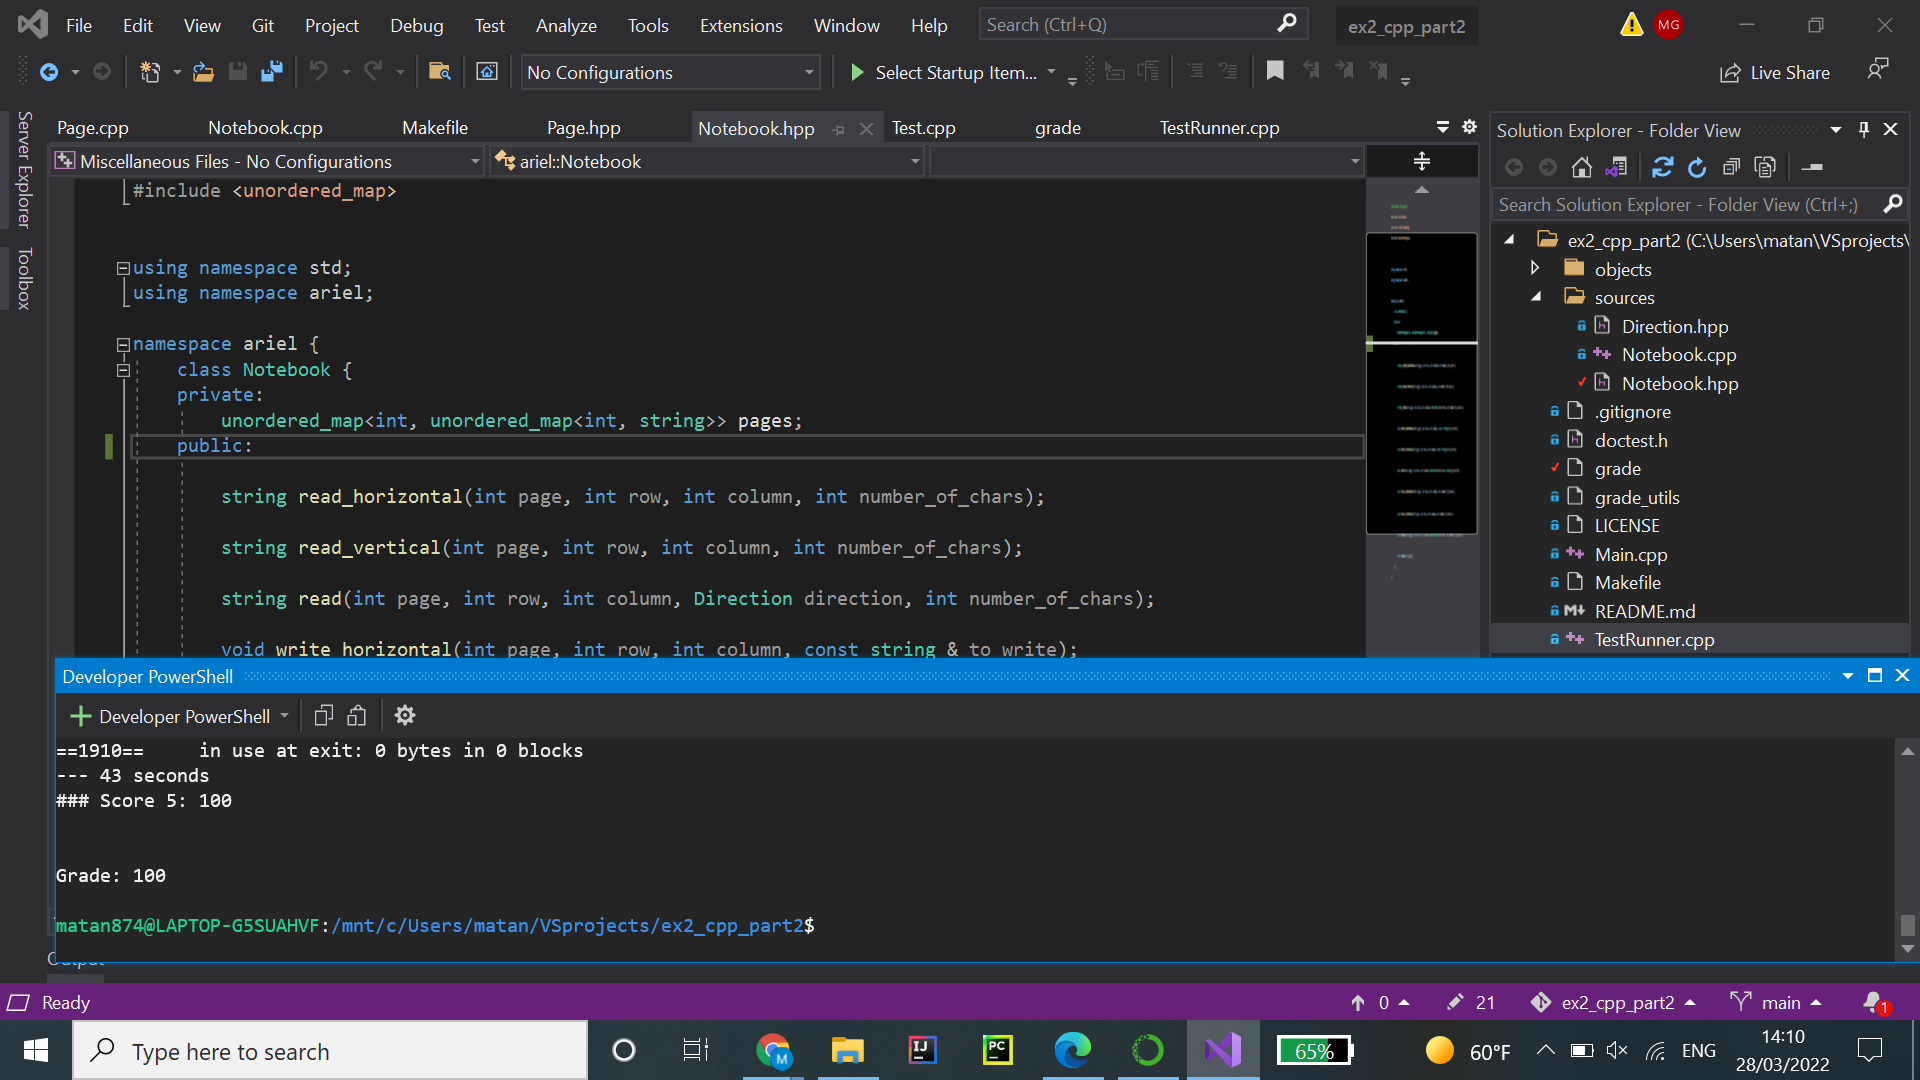 File Edit View Git Project Debug Test Analyze Tools Extensions Window Help Search (Ctrl+Q) ex2_cpp_part2 MG
No Configurations Select Startup Item... Live Share
Server Explorer
Toolbox
Page.cpp Notebook.cpp Makefile Page.hpp Notebook.hpp Test.cpp grade TestRunner.cpp
Miscellaneous Files - No Configurations ariel::Notebook
#include <unordered_map>
using namespace std;
using namespace ariel;
namespace ariel {
class Notebook {
private:
unordered_map<int, unordered_map<int, string>> pages;
public:
string read_horizontal(int page, int row, int column, int number_of_chars);
string read_vertical(int page, int row, int column, int number_of_chars);
string read(int page, int row, int column, Direction direction, int number_of_chars);
void write_horizontal(int page, int row, int column, const string & to_write);
Solution Explorer - Folder View
Search Solution Explorer - Folder View (Ctrl+;)
ex2_cpp_part2 (C:\Users\matan\VSprojects\
objects
sources
Direction.hpp
Notebook.cpp
Notebook.hpp
.gitignore
doctest.h
grade
grade_utils
LICENSE
Main.cpp
Makefile
README.md
TestRunner.cpp
Developer PowerShell
Developer PowerShell
==1910== in use at exit: 0 bytes in 0 blocks
--- 43 seconds
### Score 5: 100
Grade: 100
matan874@LAPTOP-G5SUAHVF:/mnt/c/Users/matan/VSprojects/ex2_cpp_part2$
Output
Ready 0 21 ex2_cpp_part2 main 1
Type here to search M IJ PC 65% 60°F ENG 14:10
28/03/2022